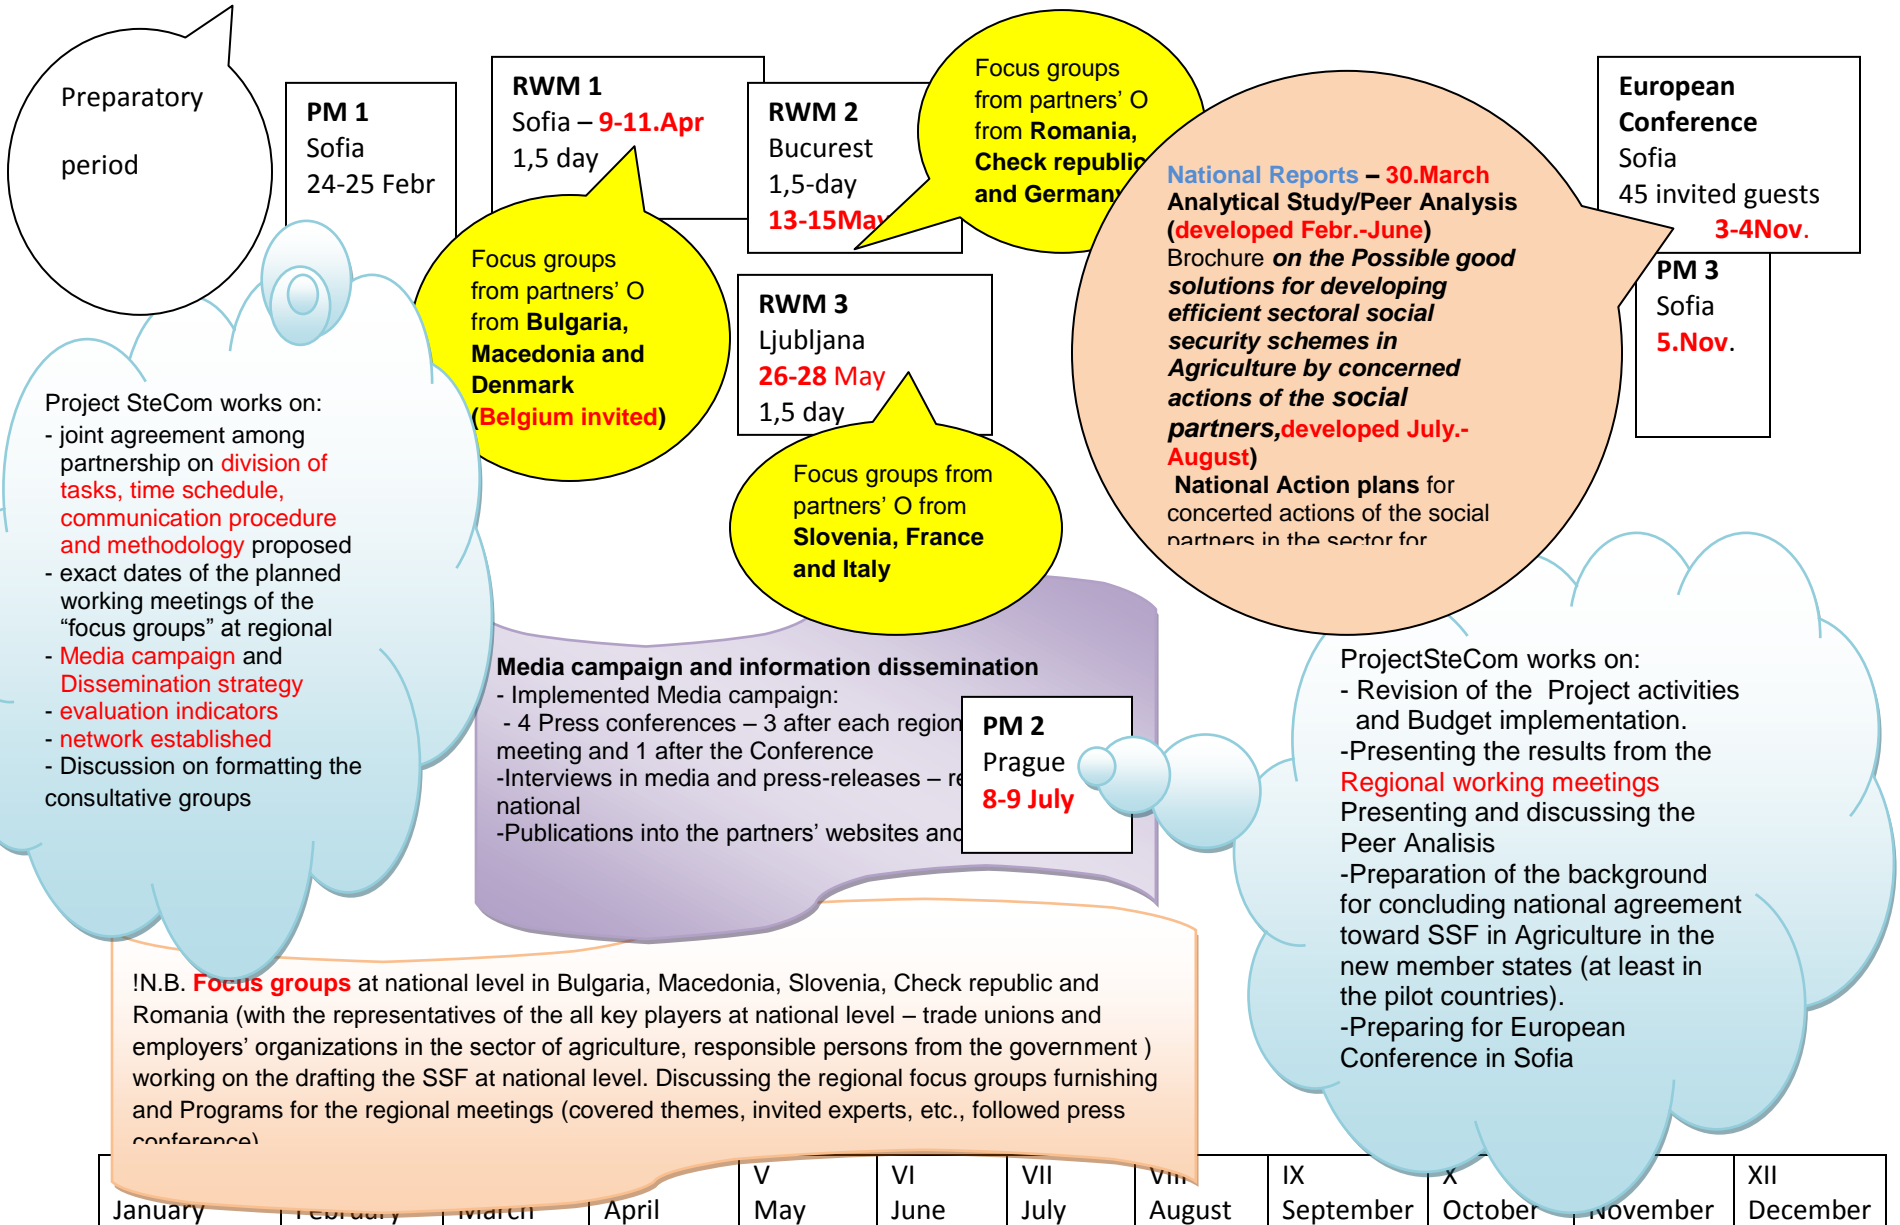 Preparatory
period
PM 1
Sofia
24-25 Febr
RWM 1
Sofia – 9-11.Apr
1,5 day
RWM 2
Bucurest
1,5-day
13-15May
Focus groups
from partners’ O
from Romania,
Check republic
and Germany
National Reports – 30.March
Analytical Study/Peer Analysis
(developed Febr.-June)
Brochure on the Possible good
solutions for developing
efficient sectoral social
security schemes in
Agriculture by concerned
actions of the social
partners,developed July.-
August)
National Action plans for
concerted actions of the social
partners in the sector for
European
Conference
Sofia
45 invited guests
3-4Nov.
PM 3
Sofia
5.Nov.
Focus groups
from partners’ O
from Bulgaria,
Macedonia and
Denmark
(Belgium invited)
RWM 3
Ljubljana
26-28 May
1,5 day
Focus groups from
partners’ O from
Slovenia, France
and Italy
Project SteCom works on:
- joint agreement among
partnership on division of
tasks, time schedule,
communication procedure
and methodology proposed
- exact dates of the planned
working meetings of the
“focus groups” at regional
- Media campaign and
Dissemination strategy
- evaluation indicators
- network established
- Discussion on formatting the
consultative groups
Media campaign and information dissemination
- Implemented Media campaign:
- 4 Press conferences – 3 after each region
meeting and 1 after the Conference
-Interviews in media and press-releases – re
national
-Publications into the partners’ websites and
PM 2
Prague
8-9 July
ProjectSteCom works on:
- Revision of the Project activities
and Budget implementation.
-Presenting the results from the
Regional working meetings
Presenting and discussing the
Peer Analisis
-Preparation of the background
for concluding national agreement
toward SSF in Agriculture in the
new member states (at least in
the pilot countries).
-Preparing for European
Conference in Sofia
!N.B. Focus groups at national level in Bulgaria, Macedonia, Slovenia, Check republic and
Romania (with the representatives of the all key players at national level – trade unions and
employers’ organizations in the sector of agriculture, responsible persons from the government )
working on the drafting the SSF at national level. Discussing the regional focus groups furnishing
and Programs for the regional meetings (covered themes, invited experts, etc., followed press
conference)
V VI VII VIII IX X XII
January February March April May June July August September October November December